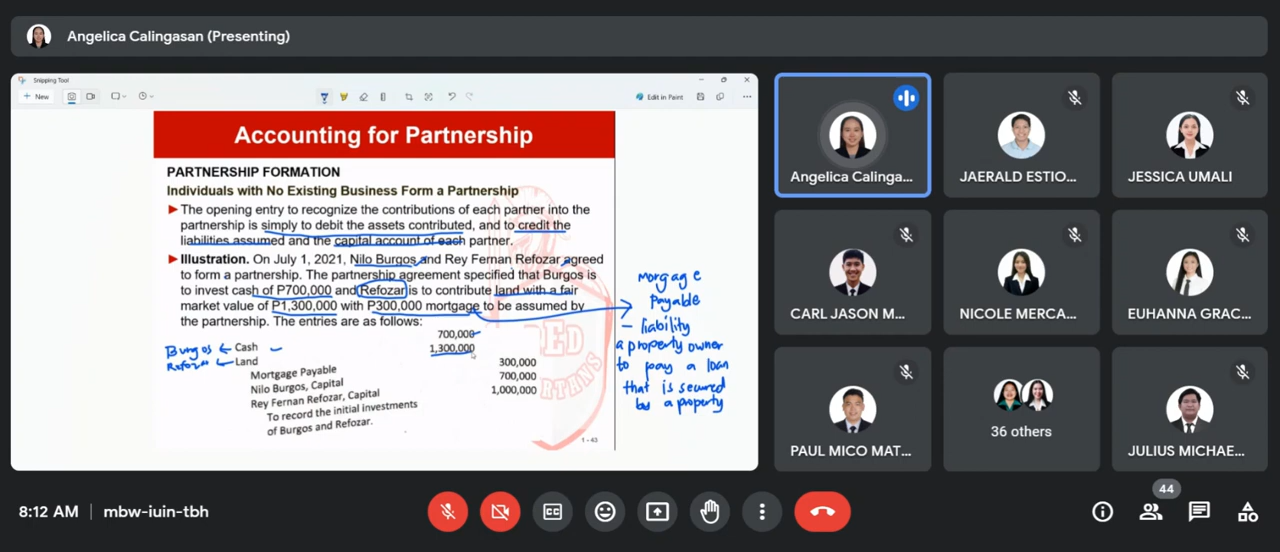 Angelica Calingasan (Presenting)
Snipping Tool
New
Edit in Paint
Accounting for Partnership
PARTNERSHIP FORMATION
Individuals with No Existing Business Form a Partnership
The opening entry to recognize the contributions of each partner into the
partnership is simply to debit the assets contributed, and to credit the
liabilities assumed and the capital account of each partner.
Illustration. On July 1, 2021, Nilo Burgos and Rey Fernan Refozar agreed
to form a partnership. The partnership agreement specified that Burgos is
to invest cash of P700,000 and Refozar is to contribute land with a fair
market value of P1,300,000 with P300,000 mortgage to be assumed by
the partnership. The entries are as follows:
Burgos Cash 700,000
Refozar Land 1,300,000
Mortgage Payable 300,000
Nilo Burgos, Capital 700,000
Rey Fernan Refozar, Capital 1,000,000
To record the initial investments
of Burgos and Refozar.
1 - 43
Morgage
Payable
- liability
a property owner
to pay a loan
that is secured
by a property
RED
SPARTANS
Angelica Calinga...
JAERALD ESTIO...
JESSICA UMALI
CARL JASON M...
NICOLE MERCA...
EUHANNA GRAC...
PAUL MICO MAT...
36 others
JULIUS MICHAE...
8:12 AM | mbw-iuin-tbh
CC
44